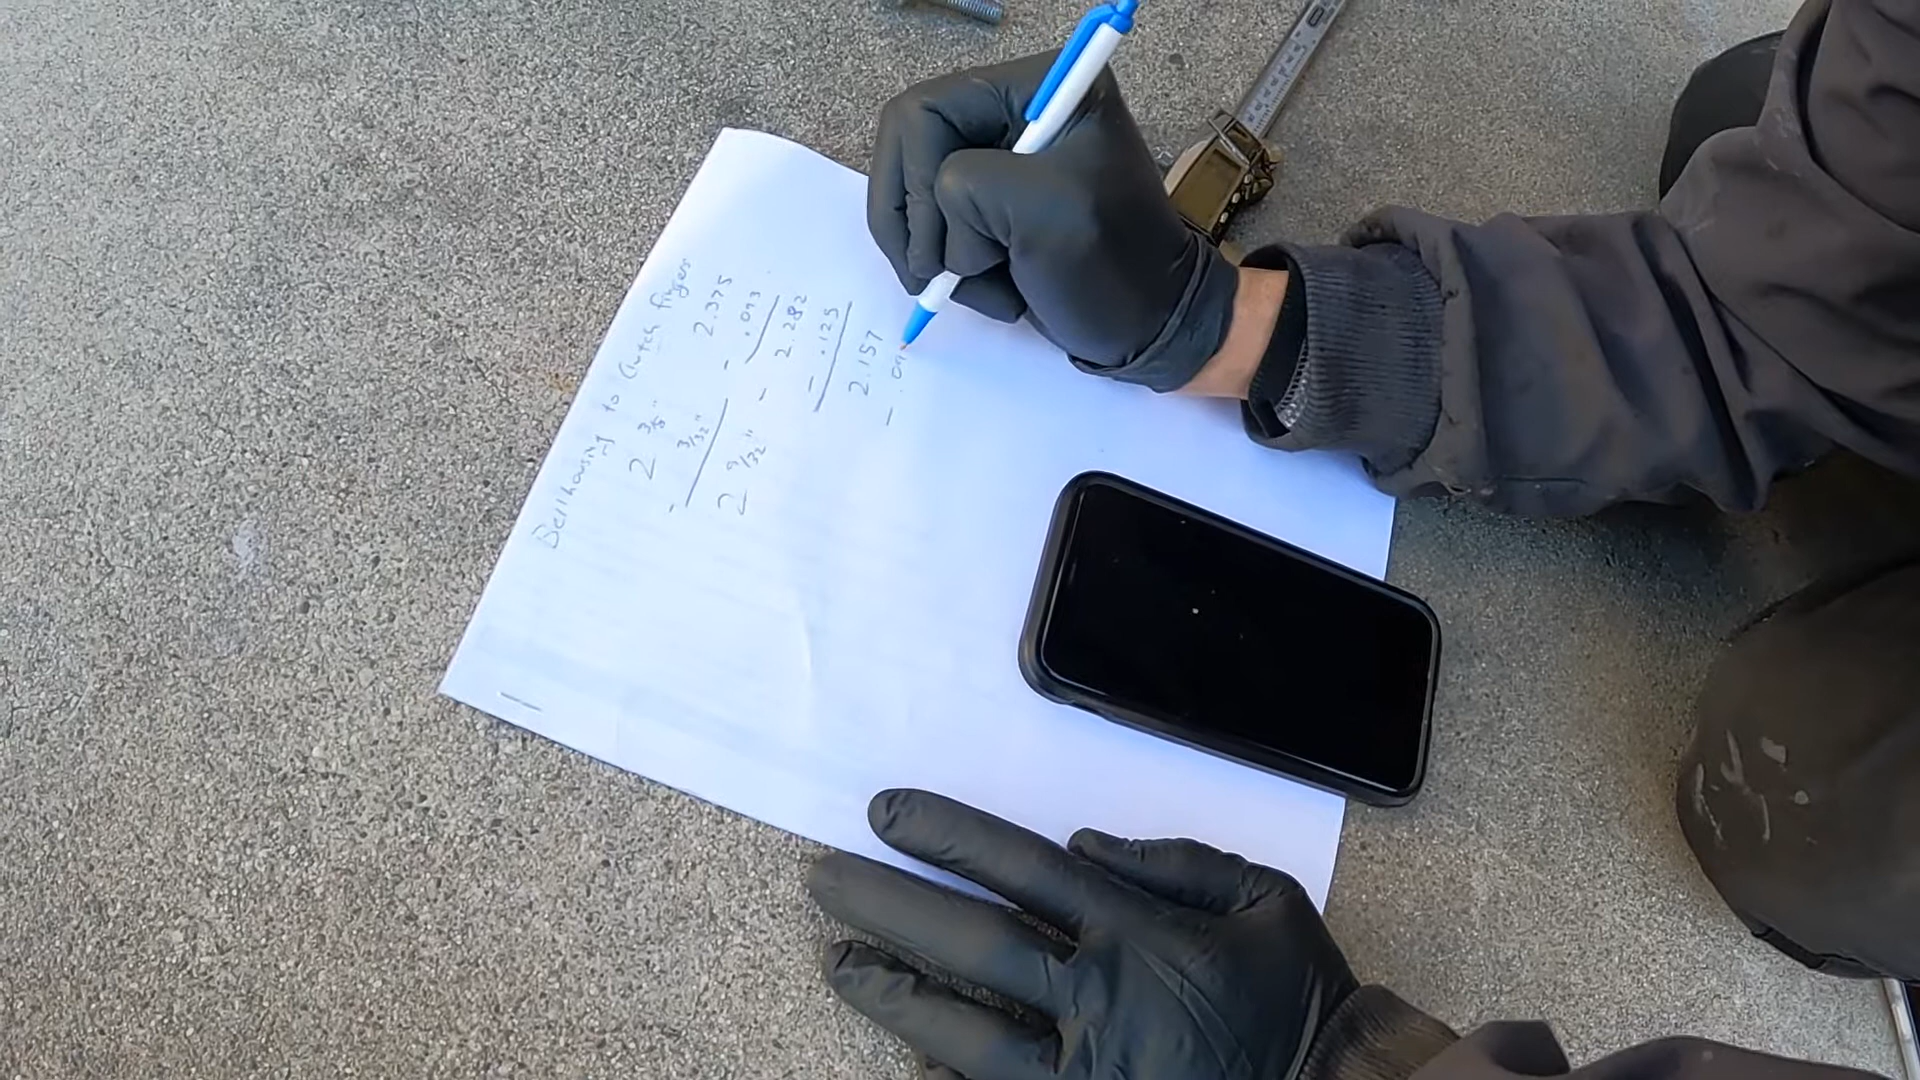 Bellhousing to Clutch fingers
2 3/8" 2.375
- 3/32" - .093
2 9/32" - 2.282
- .125
2.157
- .09